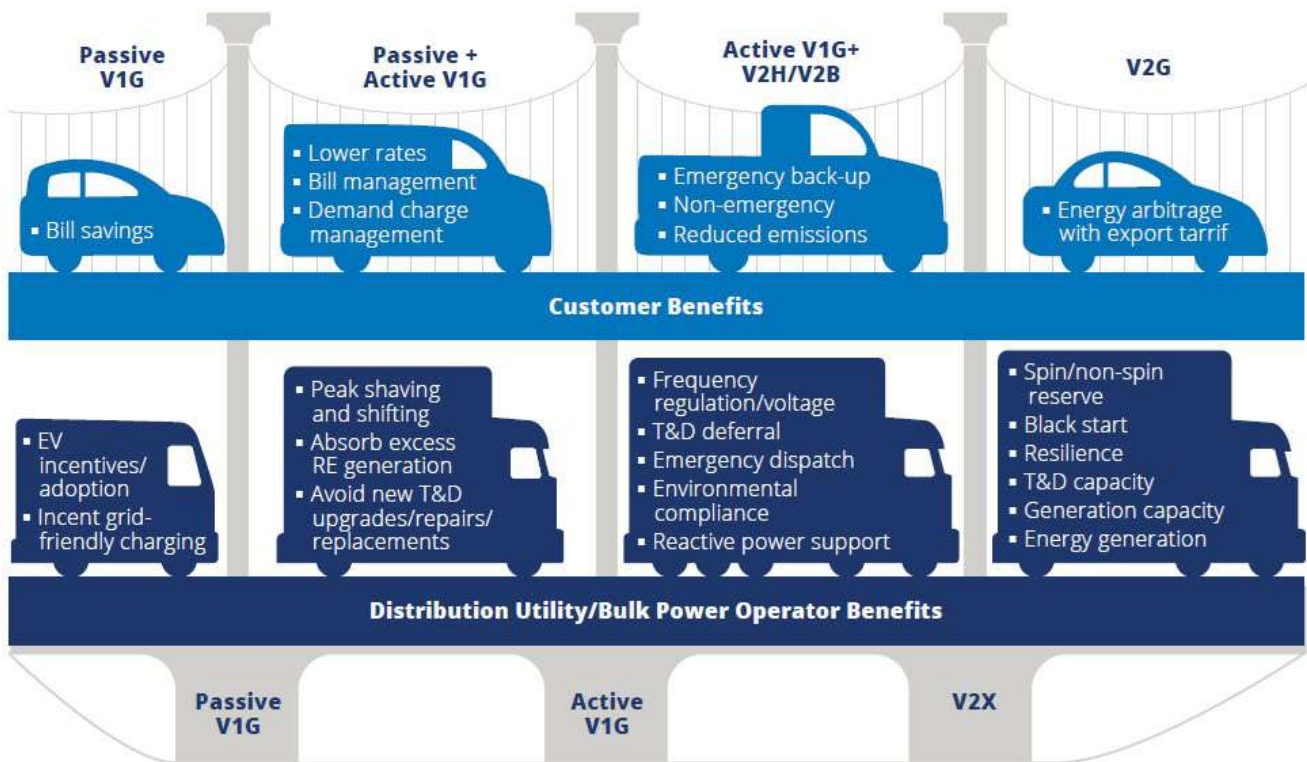 Passive
V1G
Passive +
Active V1G
Active V1G+
V2H/V2B
V2G
▪ Bill savings
▪ Lower rates
▪ Bill management
▪ Demand charge
management
▪ Emergency back-up
▪ Non-emergency
▪ Reduced emissions
▪ Energy arbitrage
with export tarrif
Customer Benefits
▪ EV
incentives/
adoption
▪ Incent grid-
friendly charging
▪ Peak shaving
and shifting
▪ Absorb excess
RE generation
▪ Avoid new T&D
upgrades/repairs/
replacements
▪ Frequency
regulation/voltage
▪ T&D deferral
▪ Emergency dispatch
▪ Environmental
compliance
▪ Reactive power support
▪ Spin/non-spin
reserve
▪ Black start
▪ Resilience
▪ T&D capacity
▪ Generation capacity
▪ Energy generation
Distribution Utility/Bulk Power Operator Benefits
Passive
V1G
Active
V1G
V2X